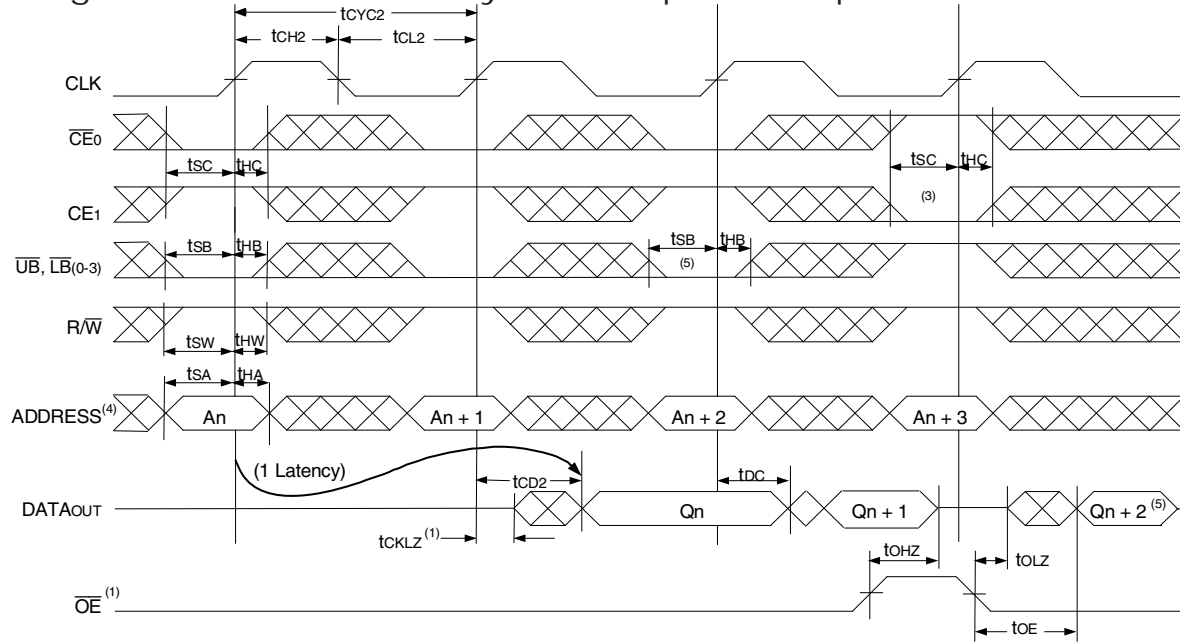 tCYC2
tCH2 tCL2
CLK
CE0
tSC tHC tSC tHC
(3)
CE1
tSB tHB tSB tHB
(5)
UB, LB(0-3)
R/W
tSW tHW
tSA tHA
ADDRESS(4) An An + 1 An + 2 An + 3
(1 Latency)
tCD2 tDC
DATAOUT Qn Qn + 1 Qn + 2 (5)
tCKLZ (1)
tOHZ tOLZ
OE (1)
tOE